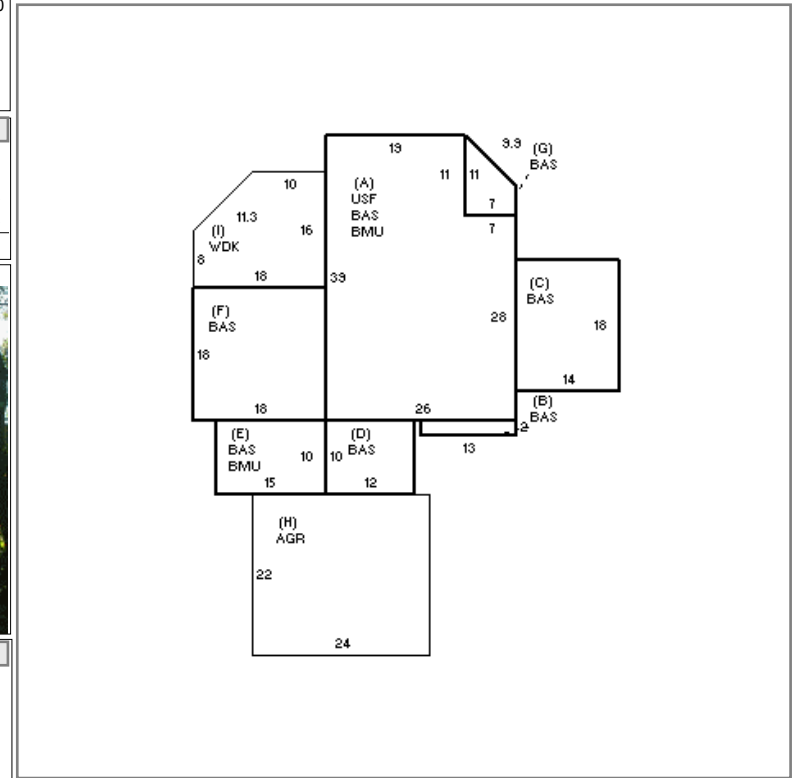 19
9.9
(G)
BAS
11
11
7
7
(A)
USF
BAS
BMU
10
11.3
16
(I)
WDK
8
18
39
(F)
BAS
18
18
28
(C)
BAS
18
14
26
(B)
BAS
2
13
(E)
BAS
BMU
10
15
10
(D)
BAS
12
(H)
AGR
22
24